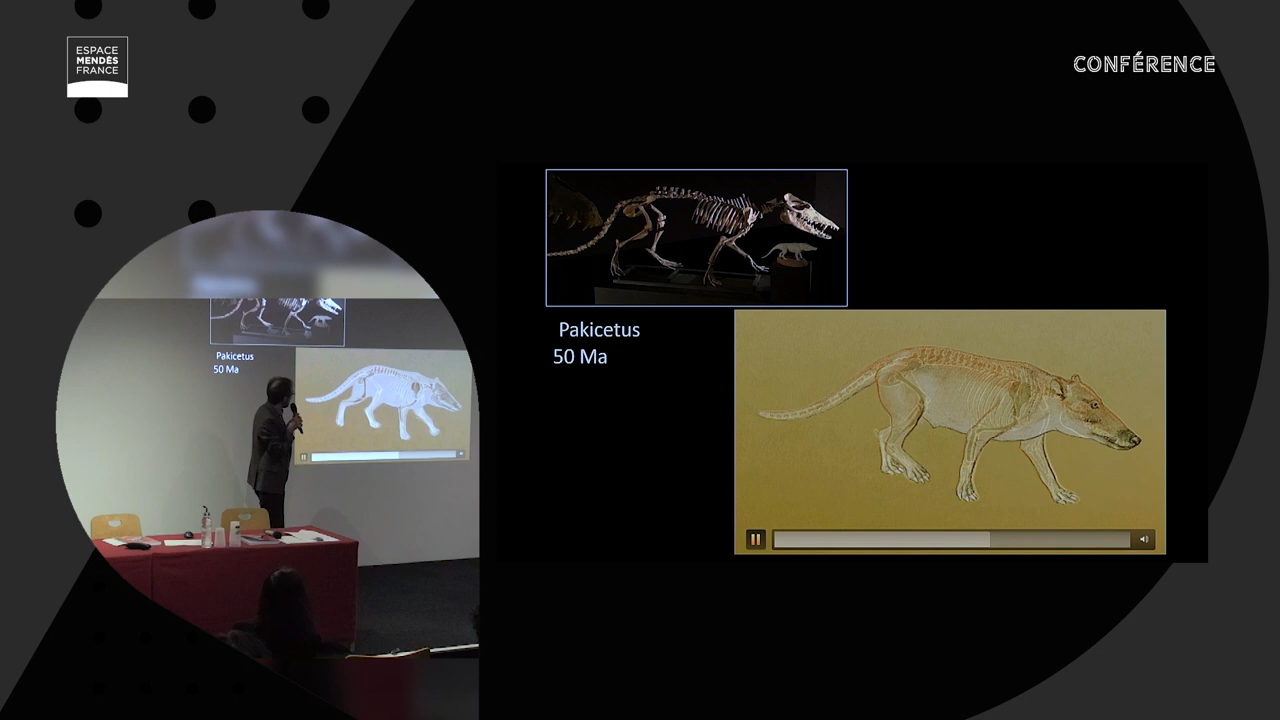 ESPACE
MENDÈS
FRANCE
CONFÉRENCE
Pakicetus
50 Ma
Pakicetus
50 Ma